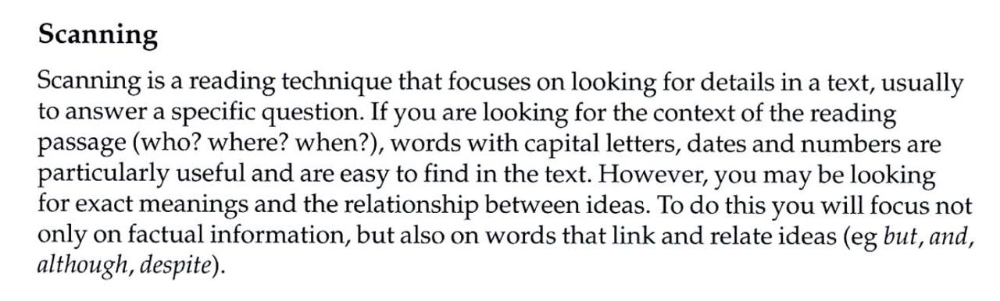 Scanning
Scanning is a reading technique that focuses on looking for details in a text, usually
to answer a specific question. If you are looking for the context of the reading
passage (who? where? when?), words with capital letters, dates and numbers are
particularly useful and are easy to find in the text. However, you may be looking
for exact meanings and the relationship between ideas. To do this you will focus not
only on factual information, but also on words that link and relate ideas (eg but, and,
although, despite).